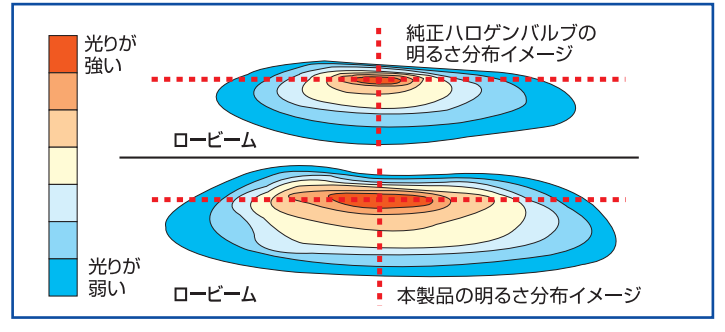 光りが
強い
純正ハロゲンバルブの
明るさ分布イメージ
ロービーム
光りが
弱い
ロービーム
本製品の明るさ分布イメージ